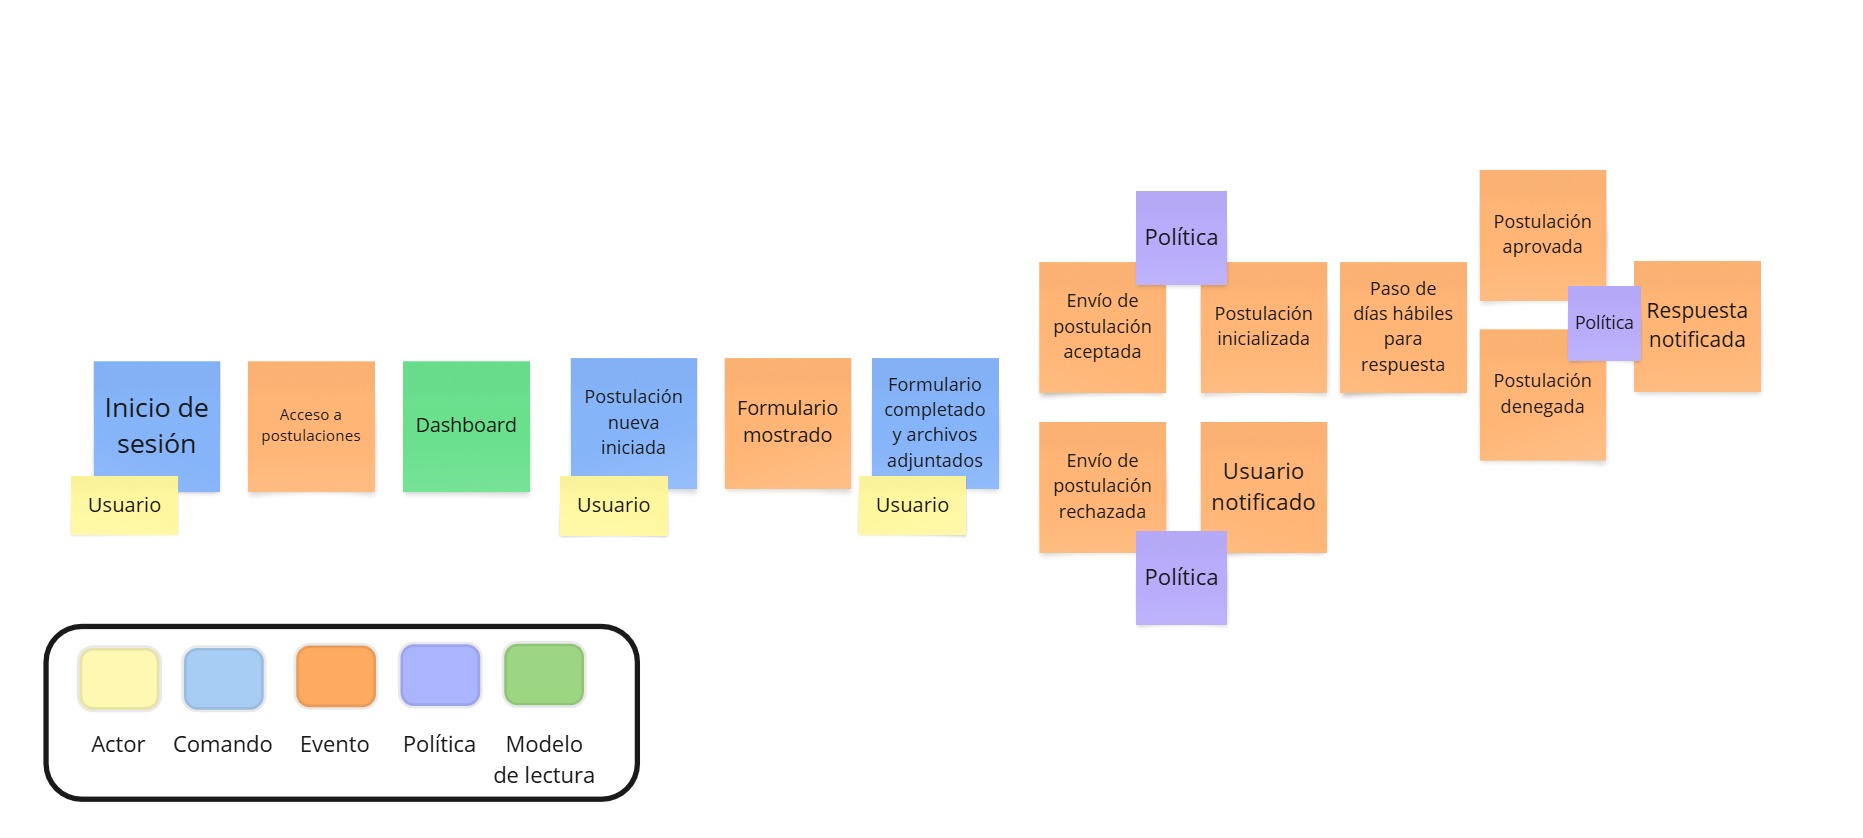 Inicio de
sesión
Usuario
Acceso a
postulaciones
Dashboard
Postulación
nueva
iniciada
Usuario
Formulario
mostrado
Formulario
completado
y archivos
adjuntados
Usuario
Política
Envío de
postulación
aceptada
Postulación
inicializada
Envío de
postulación
rechazada
Usuario
notificado
Política
Paso de
días hábiles
para
respuesta
Postulación
aprovada
Postulación
denegada
Política
Respuesta
notificada
Actor
Comando
Evento
Política
Modelo
de lectura